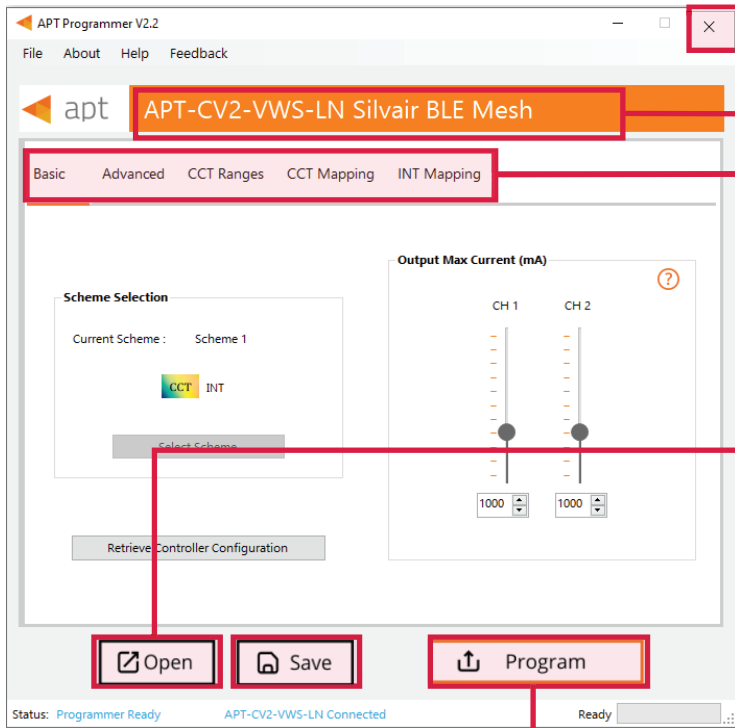 APT Programmer V2.2
File About Help Feedback
apt
APT-CV2-VWS-LN Silvair BLE Mesh
Basic Advanced CCT Ranges CCT Mapping INT Mapping
Output Max Current (mA)
?
Scheme Selection
CH 1 CH 2
Current Scheme : Scheme 1
CCT INT
Select Scheme
1000 1000
Retrieve Controller Configuration
Open Save Program
Status: Programmer Ready APT-CV2-VWS-LN Connected Ready